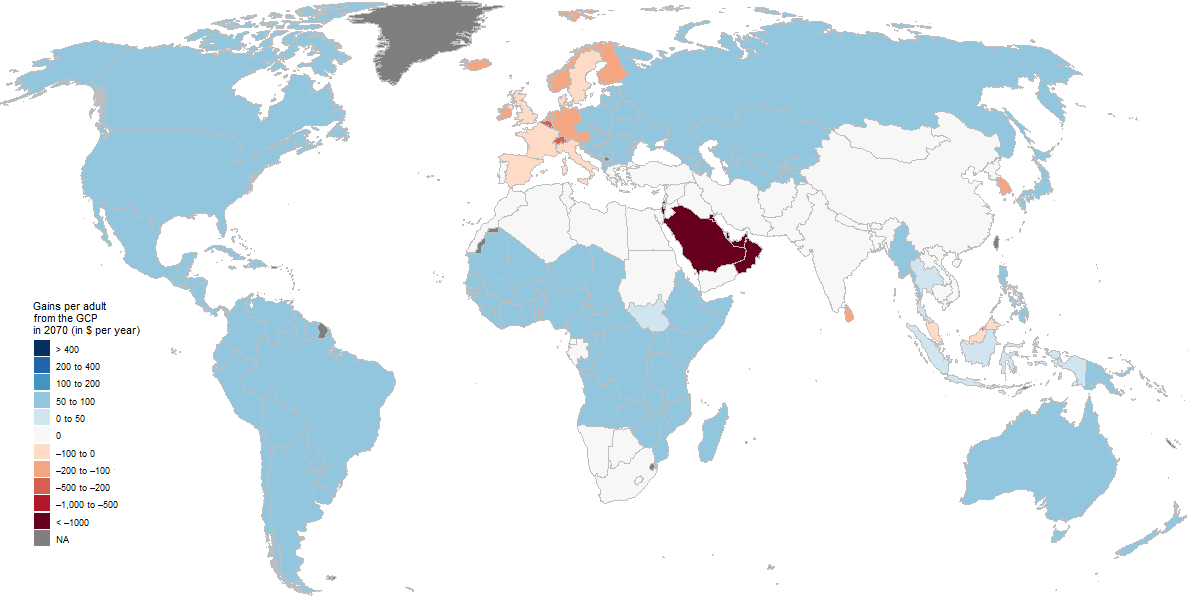 Gains per adult
from the GCP
in 2070 (in $ per year)
> 400
200 to 400
100 to 200
50 to 100
0 to 50
0
–100 to 0
–200 to –100
–500 to –200
–1,000 to –500
< –1000
NA